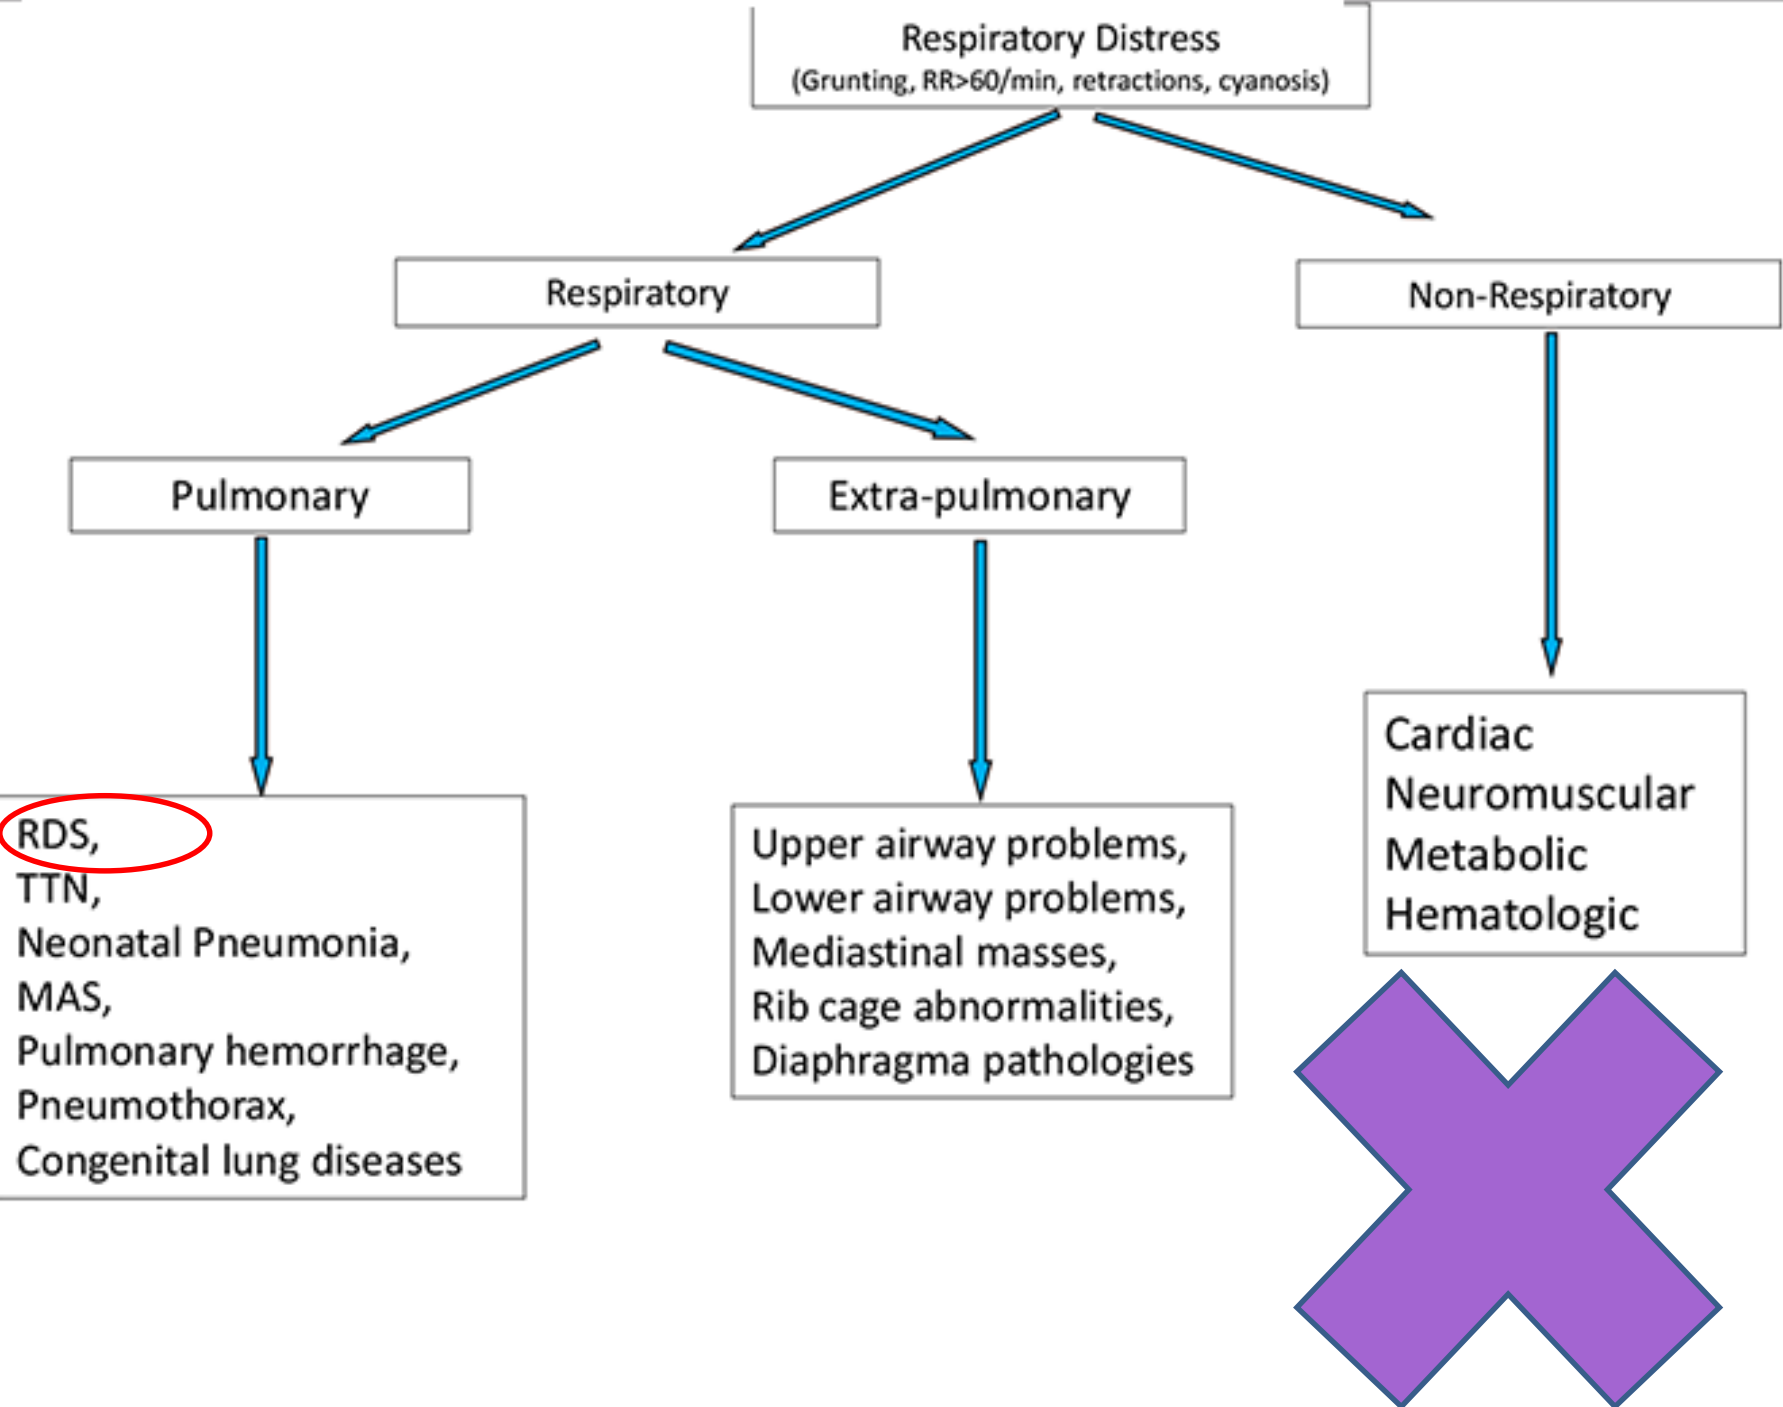 Respiratory Distress
(Grunting, RR>60/min, retractions, cyanosis)
Respiratory
Non-Respiratory
Pulmonary
Extra-pulmonary
RDS,
TTN,
Neonatal Pneumonia,
MAS,
Pulmonary hemorrhage,
Pneumothorax,
Congenital lung diseases
Upper airway problems,
Lower airway problems,
Mediastinal masses,
Rib cage abnormalities,
Diaphragma pathologies
Cardiac
Neuromuscular
Metabolic
Hematologic